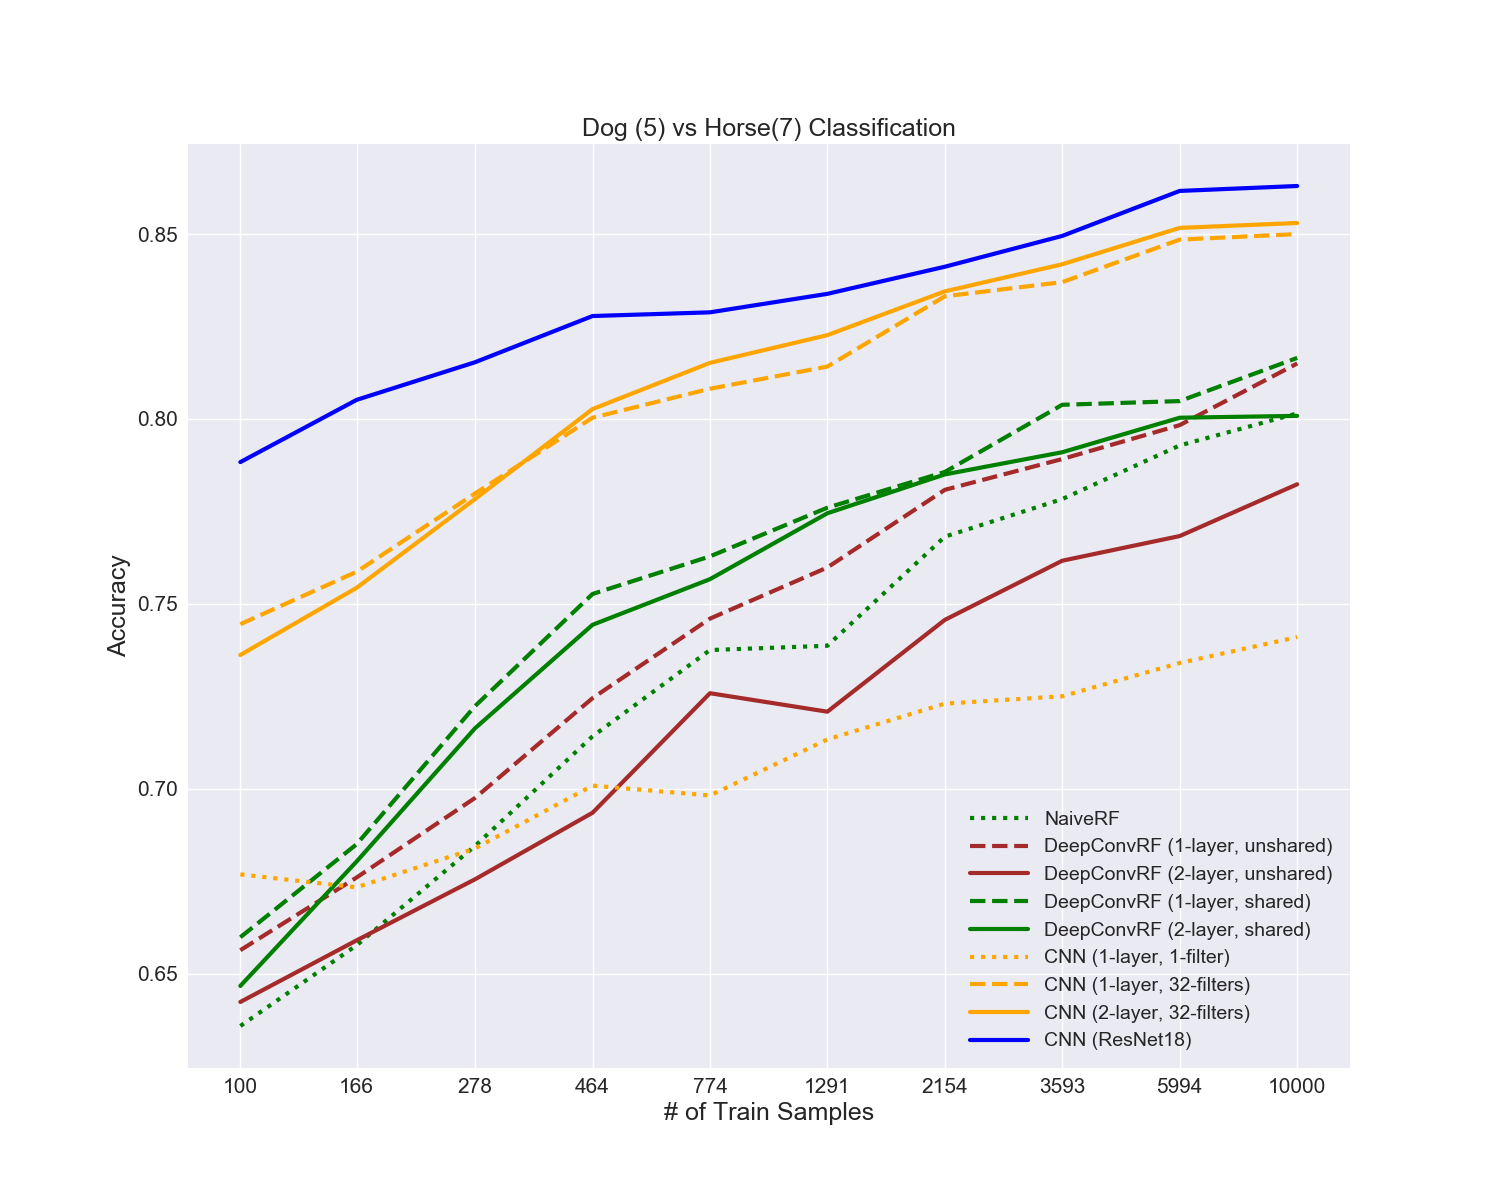 Dog (5) vs Horse(7) Classification
Accuracy
0.85
0.80
0.75
0.70
0.65
NaiveRF
DeepConvRF (1-layer, unshared)
DeepConvRF (2-layer, unshared)
DeepConvRF (1-layer, shared)
DeepConvRF (2-layer, shared)
CNN (1-layer, 1-filter)
CNN (1-layer, 32-filters)
CNN (2-layer, 32-filters)
CNN (ResNet18)
100 166 278 464 774 1291 2154 3593 5994 10000
# of Train Samples